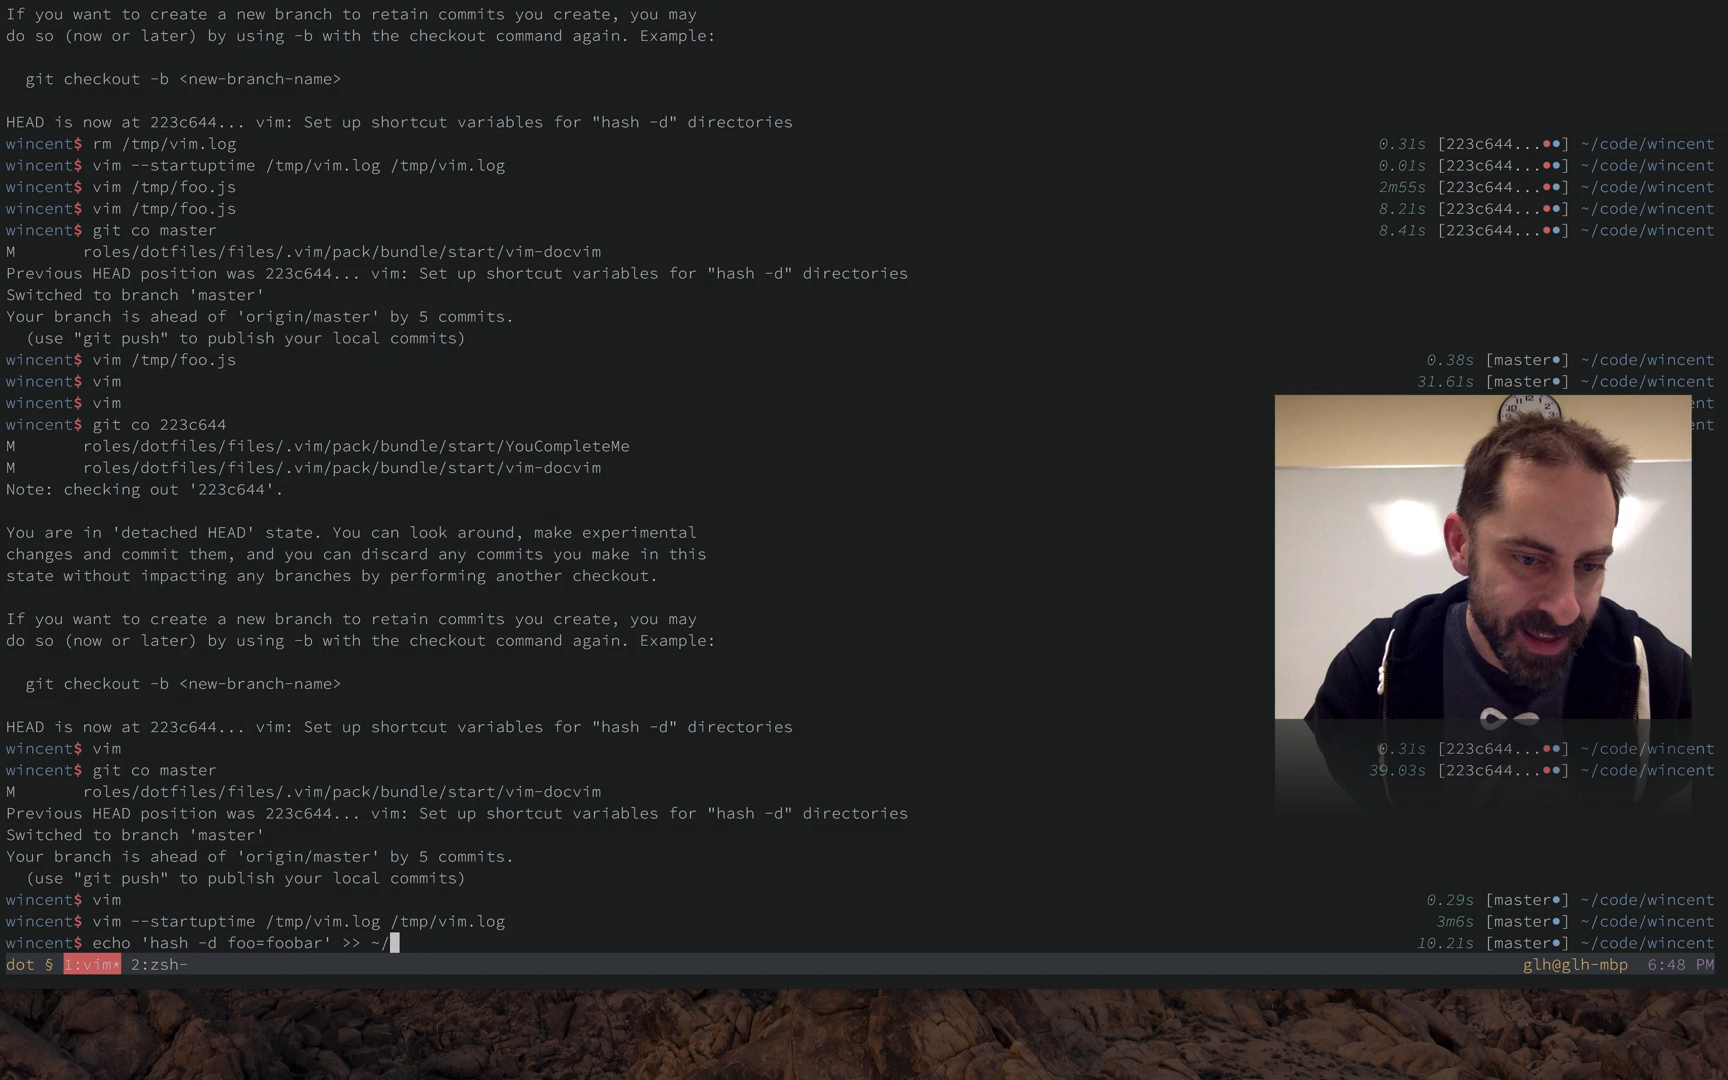 If you want to create a new branch to retain commits you create, you may
do so (now or later) by using -b with the checkout command again. Example:
git checkout -b <new-branch-name>
HEAD is now at 223c644... vim: Set up shortcut variables for "hash -d" directories
wincent$ rm /tmp/vim.log 0.31s [223c644...●●] ~/code/wincent
wincent$ vim --startuptime /tmp/vim.log /tmp/vim.log 0.01s [223c644...●●] ~/code/wincent
wincent$ vim /tmp/foo.js 2m55s [223c644...●●] ~/code/wincent
wincent$ vim /tmp/foo.js 8.21s [223c644...●●] ~/code/wincent
wincent$ git co master 8.41s [223c644...●●] ~/code/wincent
M roles/dotfiles/files/.vim/pack/bundle/start/vim-docvim
Previous HEAD position was 223c644... vim: Set up shortcut variables for "hash -d" directories
Switched to branch 'master'
Your branch is ahead of 'origin/master' by 5 commits.
(use "git push" to publish your local commits)
wincent$ vim /tmp/foo.js 0.38s [master●] ~/code/wincent
wincent$ vim 31.61s [master●] ~/code/wincent
wincent$ vim
wincent$ git co 223c644
M roles/dotfiles/files/.vim/pack/bundle/start/YouCompleteMe
M roles/dotfiles/files/.vim/pack/bundle/start/vim-docvim
Note: checking out '223c644'.
You are in 'detached HEAD' state. You can look around, make experimental
changes and commit them, and you can discard any commits you make in this
state without impacting any branches by performing another checkout.
If you want to create a new branch to retain commits you create, you may
do so (now or later) by using -b with the checkout command again. Example:
git checkout -b <new-branch-name>
HEAD is now at 223c644... vim: Set up shortcut variables for "hash -d" directories
wincent$ vim 0.31s [223c644...●●] ~/code/wincent
wincent$ git co master 39.03s [223c644...●●] ~/code/wincent
M roles/dotfiles/files/.vim/pack/bundle/start/vim-docvim
Previous HEAD position was 223c644... vim: Set up shortcut variables for "hash -d" directories
Switched to branch 'master'
Your branch is ahead of 'origin/master' by 5 commits.
(use "git push" to publish your local commits)
wincent$ vim 0.29s [master●] ~/code/wincent
wincent$ vim --startuptime /tmp/vim.log /tmp/vim.log 3m6s [master●] ~/code/wincent
wincent$ echo 'hash -d foo=foobar' >> ~/ 10.21s [master●] ~/code/wincent
dot § 1:vim* 2:zsh- glh@glh-mbp 6:48 PM